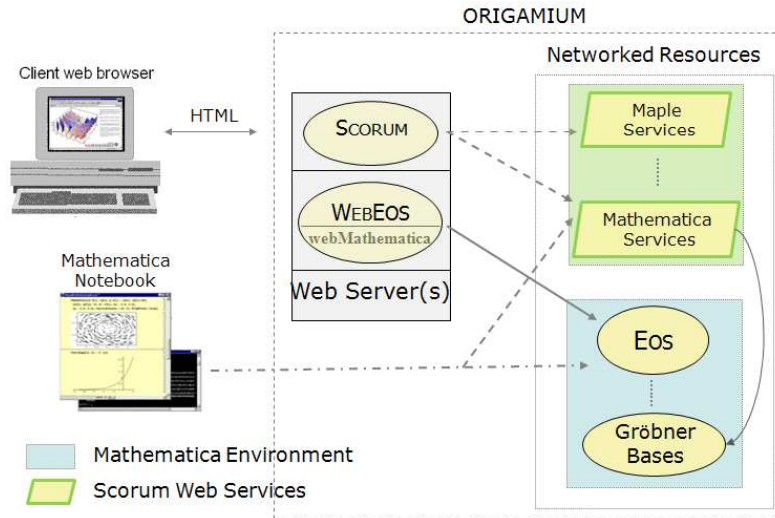 ORIGAMIUM
Networked Resources
Client web browser
HTML
SCORUM
Maple
Services
WEBEOS
webMathematica
Mathematica
Services
Mathematica
Notebook
Web Server(s)
EOS
Gröbner
Bases
Mathematica Environment
Scorum Web Services